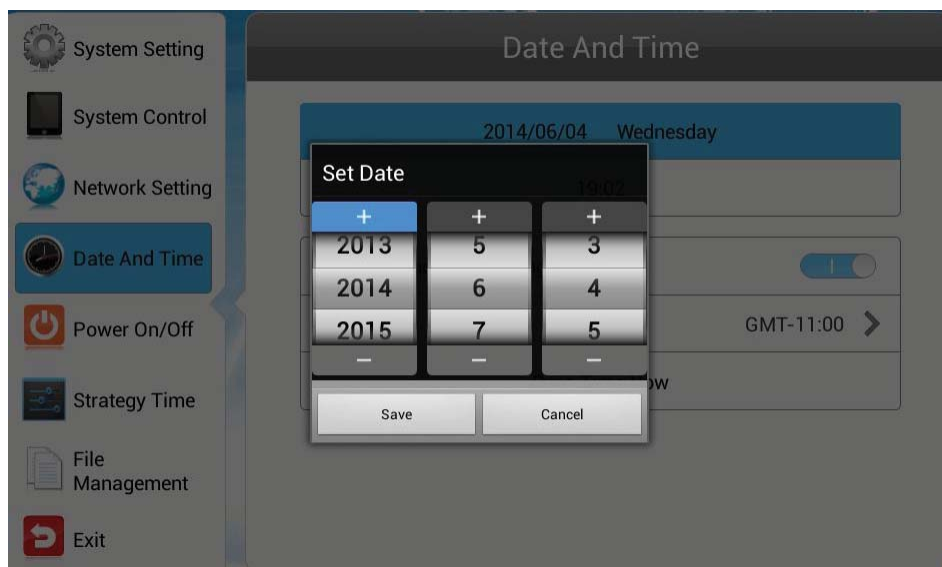 System Setting
System Control
Network Setting
Date And Time
Power On/Off
Strategy Time
File
Management
Exit
Date And Time
2014/06/04 Wednesday
19:02
Set Date
+ + +
2013 5 3
2014 6 4
2015 7 5
− − −
Save Cancel
GMT-11:00